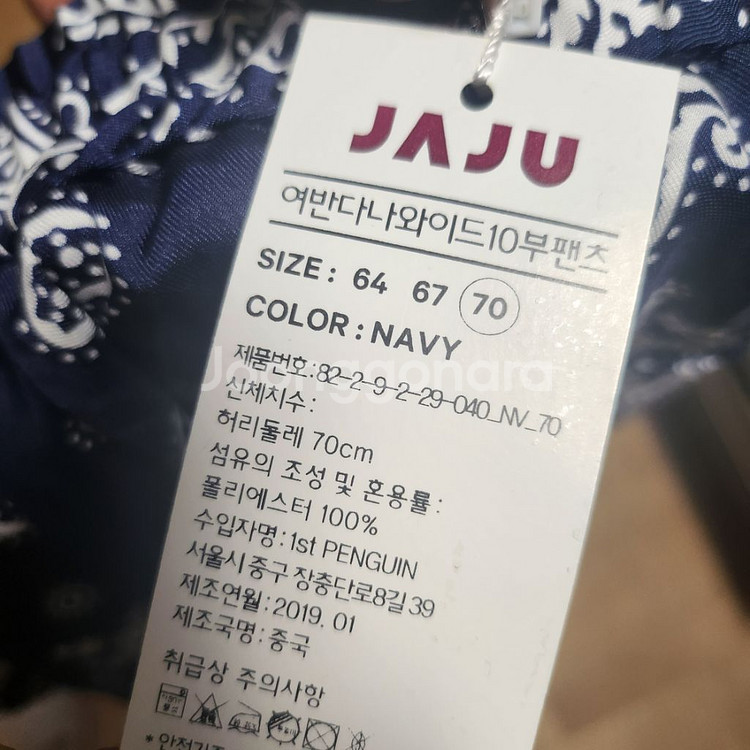 JAJU
여반다나와이드10부팬츠
SIZE : 64 67 70
COLOR : NAVY
제품번호:82-2-9-2-29-040_NV_70
신체치수:
허리둘레 70cm
섬유의 조성 및 혼용률:
폴리에스터 100%
수입자명:1st PENGUIN
서울시 중구 장충단로8길 39
제조연월:2019. 01
제조국명:중국
취급상 주의사항
Joonggonara